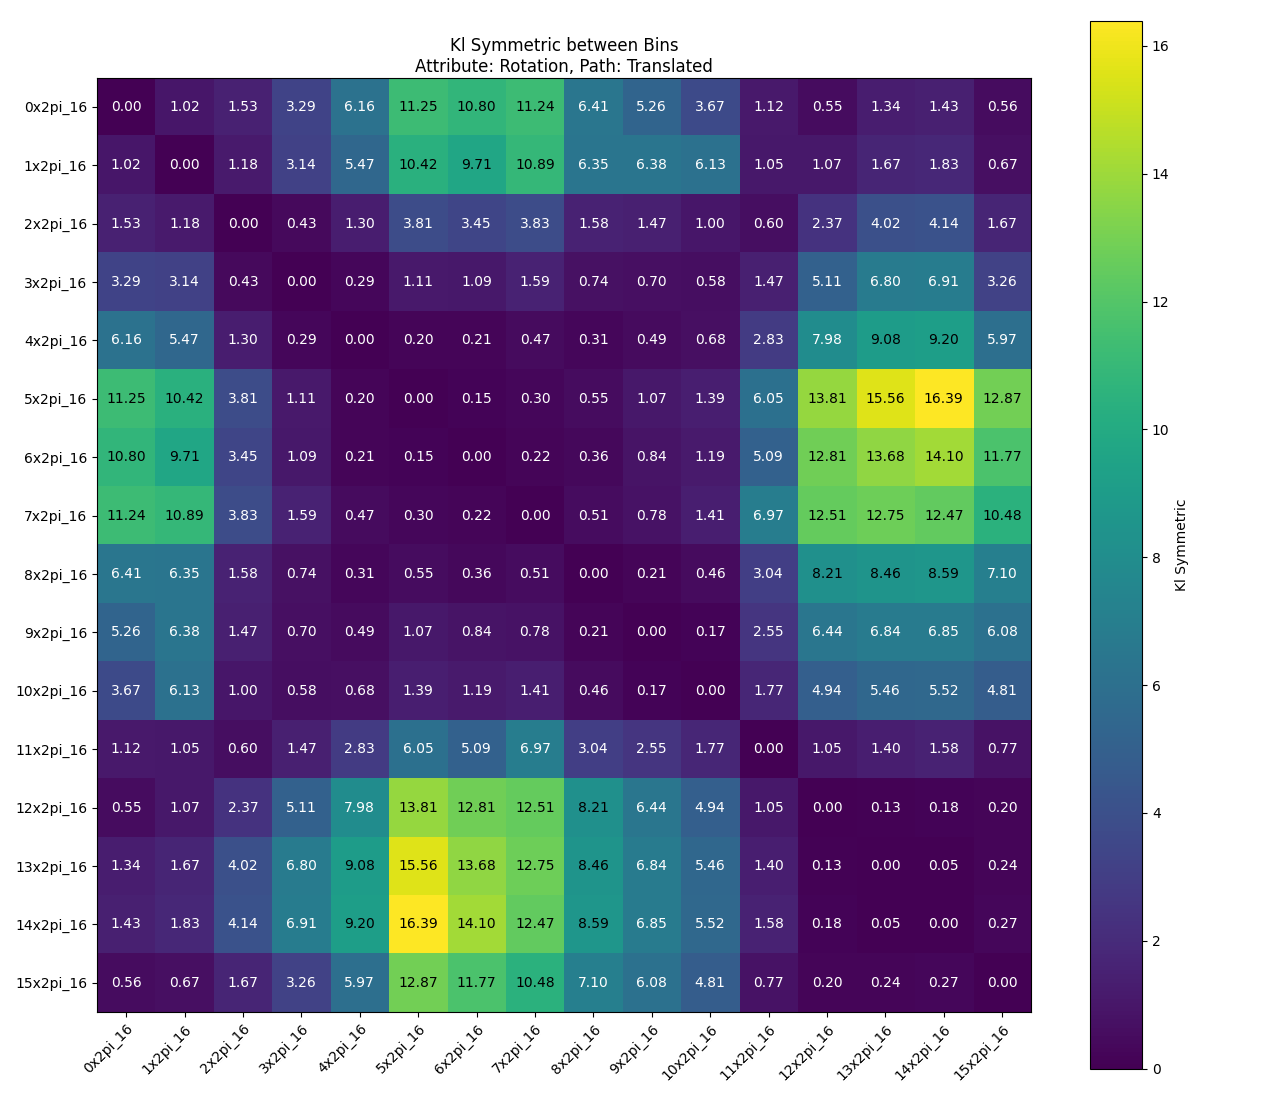 Kl Symmetric between Bins
Attribute: Rotation, Path: Translated
0x2pi_16 0.00 1.02 1.53 3.29 6.16 11.25 10.80 11.24 6.41 5.26 3.67 1.12 0.55 1.34 1.43 0.56
1x2pi_16 1.02 0.00 1.18 3.14 5.47 10.42 9.71 10.89 6.35 6.38 6.13 1.05 1.07 1.67 1.83 0.67
2x2pi_16 1.53 1.18 0.00 0.43 1.30 3.81 3.45 3.83 1.58 1.47 1.00 0.60 2.37 4.02 4.14 1.67
3x2pi_16 3.29 3.14 0.43 0.00 0.29 1.11 1.09 1.59 0.74 0.70 0.58 1.47 5.11 6.80 6.91 3.26
4x2pi_16 6.16 5.47 1.30 0.29 0.00 0.20 0.21 0.47 0.31 0.49 0.68 2.83 7.98 9.08 9.20 5.97
5x2pi_16 11.25 10.42 3.81 1.11 0.20 0.00 0.15 0.30 0.55 1.07 1.39 6.05 13.81 15.56 16.39 12.87
6x2pi_16 10.80 9.71 3.45 1.09 0.21 0.15 0.00 0.22 0.36 0.84 1.19 5.09 12.81 13.68 14.10 11.77
7x2pi_16 11.24 10.89 3.83 1.59 0.47 0.30 0.22 0.00 0.51 0.78 1.41 6.97 12.51 12.75 12.47 10.48
8x2pi_16 6.41 6.35 1.58 0.74 0.31 0.55 0.36 0.51 0.00 0.21 0.46 3.04 8.21 8.46 8.59 7.10
9x2pi_16 5.26 6.38 1.47 0.70 0.49 1.07 0.84 0.78 0.21 0.00 0.17 2.55 6.44 6.84 6.85 6.08
10x2pi_16 3.67 6.13 1.00 0.58 0.68 1.39 1.19 1.41 0.46 0.17 0.00 1.77 4.94 5.46 5.52 4.81
11x2pi_16 1.12 1.05 0.60 1.47 2.83 6.05 5.09 6.97 3.04 2.55 1.77 0.00 1.05 1.40 1.58 0.77
12x2pi_16 0.55 1.07 2.37 5.11 7.98 13.81 12.81 12.51 8.21 6.44 4.94 1.05 0.00 0.13 0.18 0.20
13x2pi_16 1.34 1.67 4.02 6.80 9.08 15.56 13.68 12.75 8.46 6.84 5.46 1.40 0.13 0.00 0.05 0.24
14x2pi_16 1.43 1.83 4.14 6.91 9.20 16.39 14.10 12.47 8.59 6.85 5.52 1.58 0.18 0.05 0.00 0.27
15x2pi_16 0.56 0.67 1.67 3.26 5.97 12.87 11.77 10.48 7.10 6.08 4.81 0.77 0.20 0.24 0.27 0.00
0x2pi_16 1x2pi_16 2x2pi_16 3x2pi_16 4x2pi_16 5x2pi_16 6x2pi_16 7x2pi_16 8x2pi_16 9x2pi_16 10x2pi_16 11x2pi_16 12x2pi_16 13x2pi_16 14x2pi_16 15x2pi_16
16
14
12
10
8
6
4
2
0
Kl Symmetric